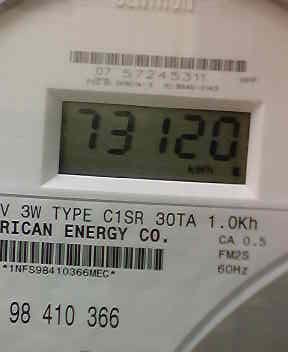 CENTRON
07 57245311
73120
kWh
V 3W TYPE C1SR 30TA 1.0Kh
RICAN ENERGY CO.
CA 0.5
FM2S
60Hz
*1NFS98410366MEC*
98 410 366